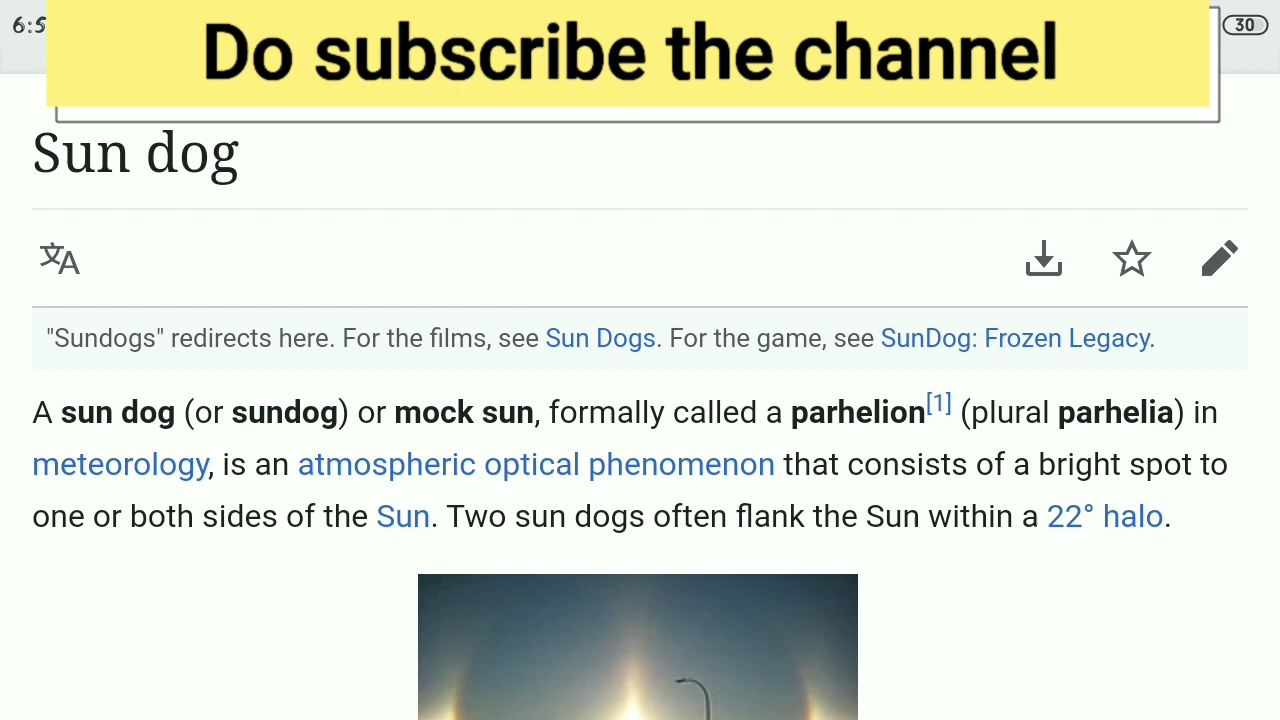 Do subscribe the channel
30
Sun dog
文A
"Sundogs" redirects here. For the films, see Sun Dogs. For the game, see SunDog: Frozen Legacy.
A sun dog (or sundog) or mock sun, formally called a parhelion[1] (plural parhelia) in
meteorology, is an atmospheric optical phenomenon that consists of a bright spot to
one or both sides of the Sun. Two sun dogs often flank the Sun within a 22° halo.